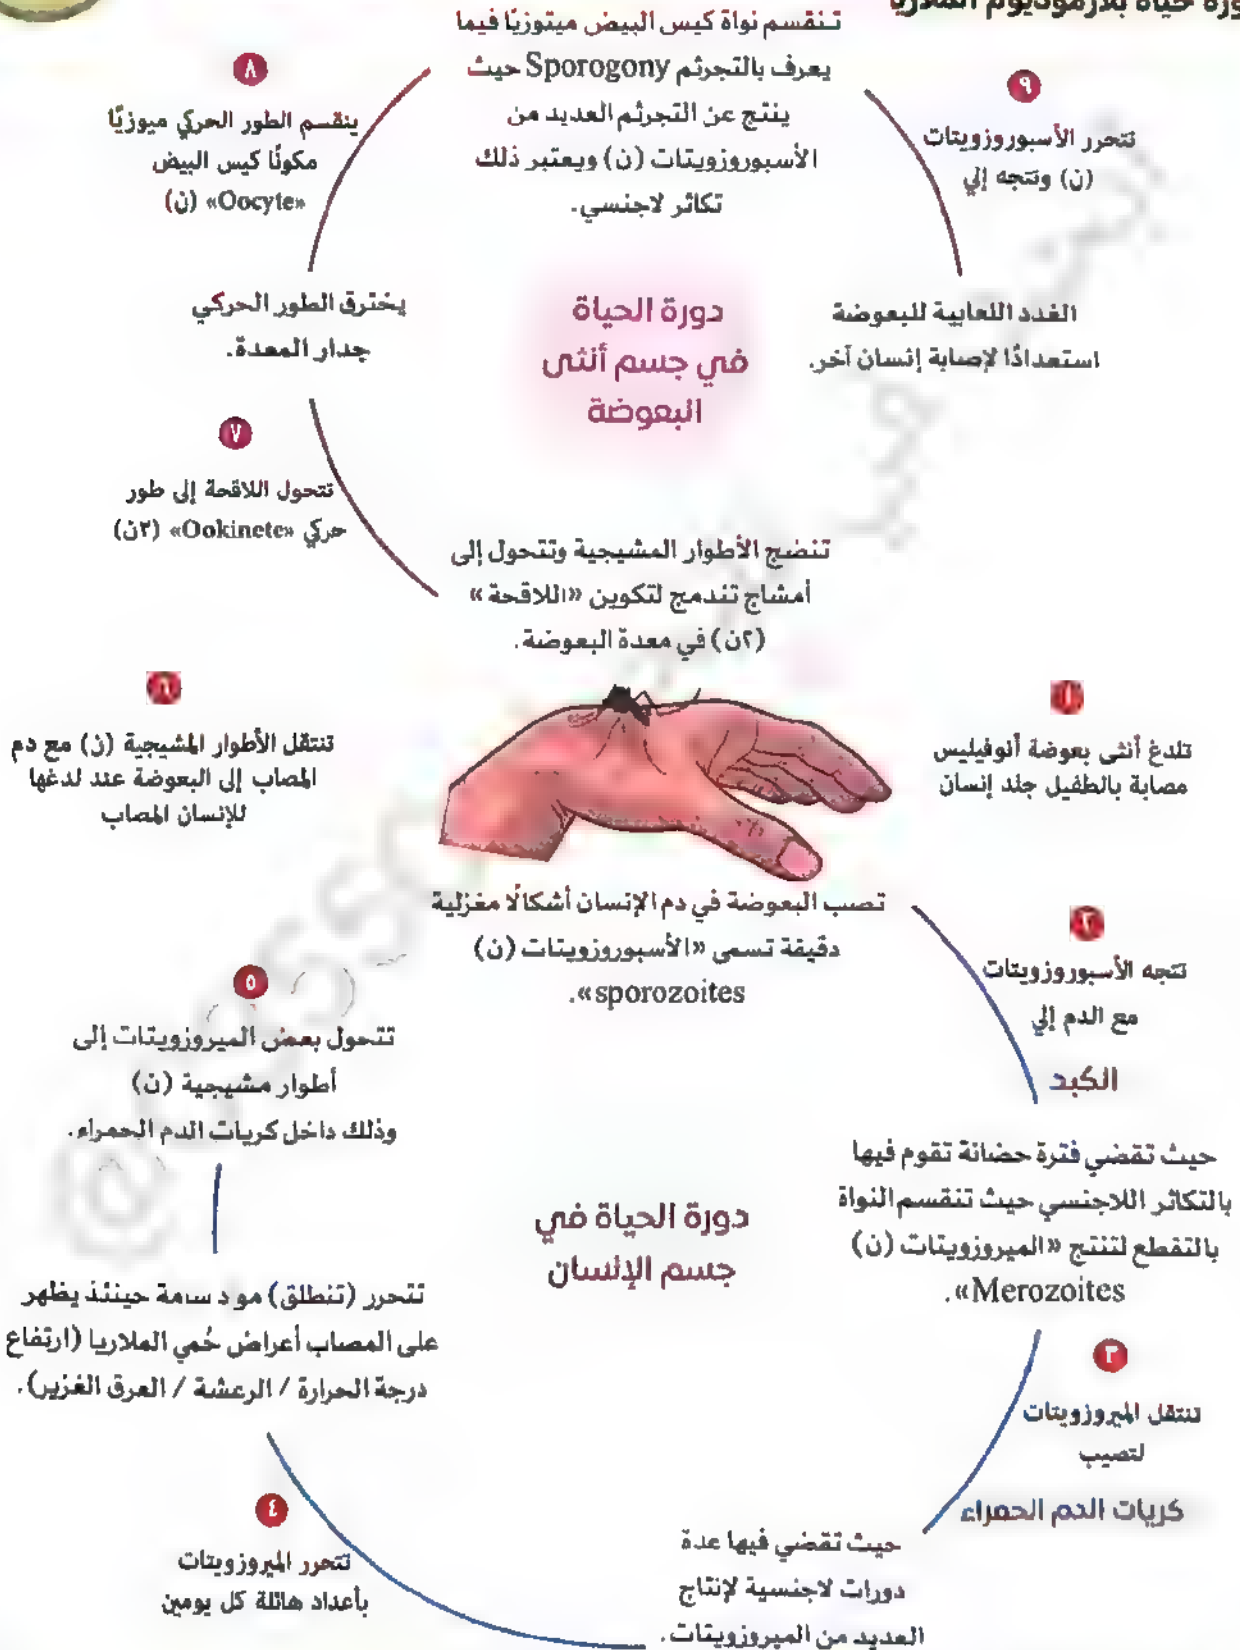 دورة حياة بلازموديوم الملاريا
١
تلدغ أنثى بعوضة أنوفيليس
مصابة بالطفيل جلد إنسان
تصب البعوضة في دم الإنسان أشكالًا مغزلية
دقيقة تسمى «الأسبوروزويتات (ن)
sporozoites».
٢
تتجه الأسبوروزويتات
مع الدم إلي
الكبد
حيث تقضي فترة حضانة تقوم فيها
بالتكاثر اللاجنسي حيث تنقسم النواة
بالتقطع لتنتج «الميروزويتات (ن)
Merozoites».
٣
تنتقل الميروزويتات
لتصيب
كريات الدم الحمراء
حيث تقضي فيها عدة
دورات لاجنسية لإنتاج
العديد من الميروزويتات.
٤
تتحرر الميروزويتات
بأعداد هائلة كل يومين
تتحرر (تنطلق) مواد سامة حينئذ يظهر
على المصاب أعراض حُمي الملاريا (ارتفاع
درجة الحرارة / الرعشة / العرق الغزير).
٥
تتحول بعض الميروزويتات إلى
أطوار مشيجية (ن)
وذلك داخل كريات الدم الحمراء.
دورة الحياة في
جسم الإنسان
٦
تنتقل الأطوار المشيجية (ن) مع دم
المصاب إلى البعوضة عند لدغها
للإنسان المصاب
تنضج الأطوار المشيجية وتتحول إلى
أمشاج تندمج لتكوين «اللاقحة»
(٢ن) في معدة البعوضة.
٧
تتحول اللاقحة إلى طور
حركي «Ookinete» (٢ن)
يخترق الطور الحركي
جدار المعدة.
٨
ينقسم الطور الحركي ميوزيًا
مكونًا كيس البيض
«Oocyte» (ن)
تنقسم نواة كيس البيض ميتوزيًا فيما
يعرف بالتجرثم Sporogony حيث
ينتج عن التجرثم العديد من
الأسبوروزويتات (ن) ويعتبر ذلك
تكاثر لاجنسي.
٩
تتحرر الأسبوروزويتات
(ن) وتتجه إلي
الغدد اللعابية للبعوضة
استعدادًا لإصابة إنسان آخر.
دورة الحياة
في جسم أنثى
البعوضة